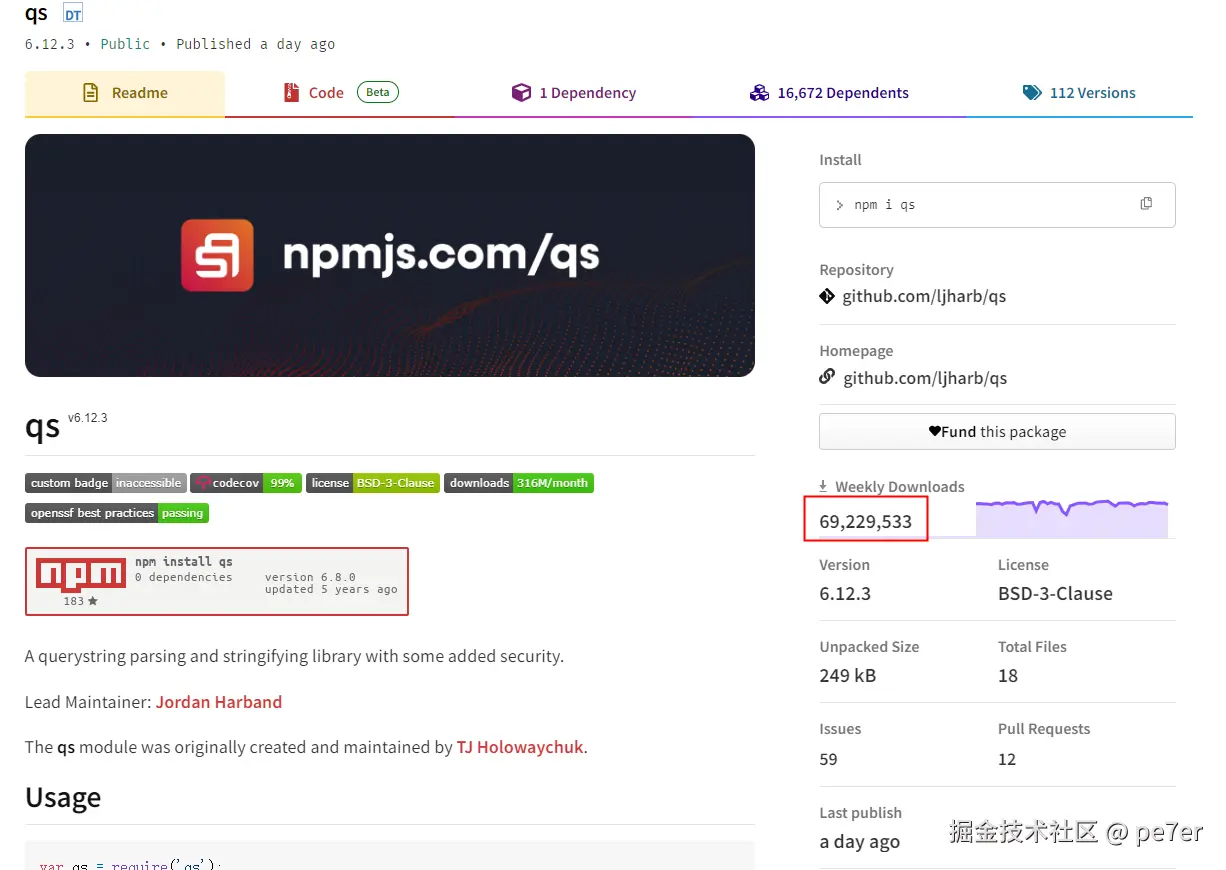 qs DT
6.12.3 • Public • Published a day ago
Readme
Code Beta
1 Dependency
16,672 Dependents
112 Versions
npmjs.com/qs
qs v6.12.3
custom badge inaccessible codecov 99% license BSD-3-Clause downloads 316M/month
openssf best practices passing
npm
npm install qs
0 dependencies
version 6.8.0
updated 5 years ago
183 ★
A querystring parsing and stringifying library with some added security.
Lead Maintainer: Jordan Harband
The qs module was originally created and maintained by TJ Holowaychuk.
Usage
var qs = require('qs');
Install
> npm i qs
Repository
github.com/ljharb/qs
Homepage
github.com/ljharb/qs
♥Fund this package
Weekly Downloads
69,229,533
Version
6.12.3
License
BSD-3-Clause
Unpacked Size
249 kB
Total Files
18
Issues
59
Pull Requests
12
Last publish
a day ago
掘金技术社区 @ pe7er